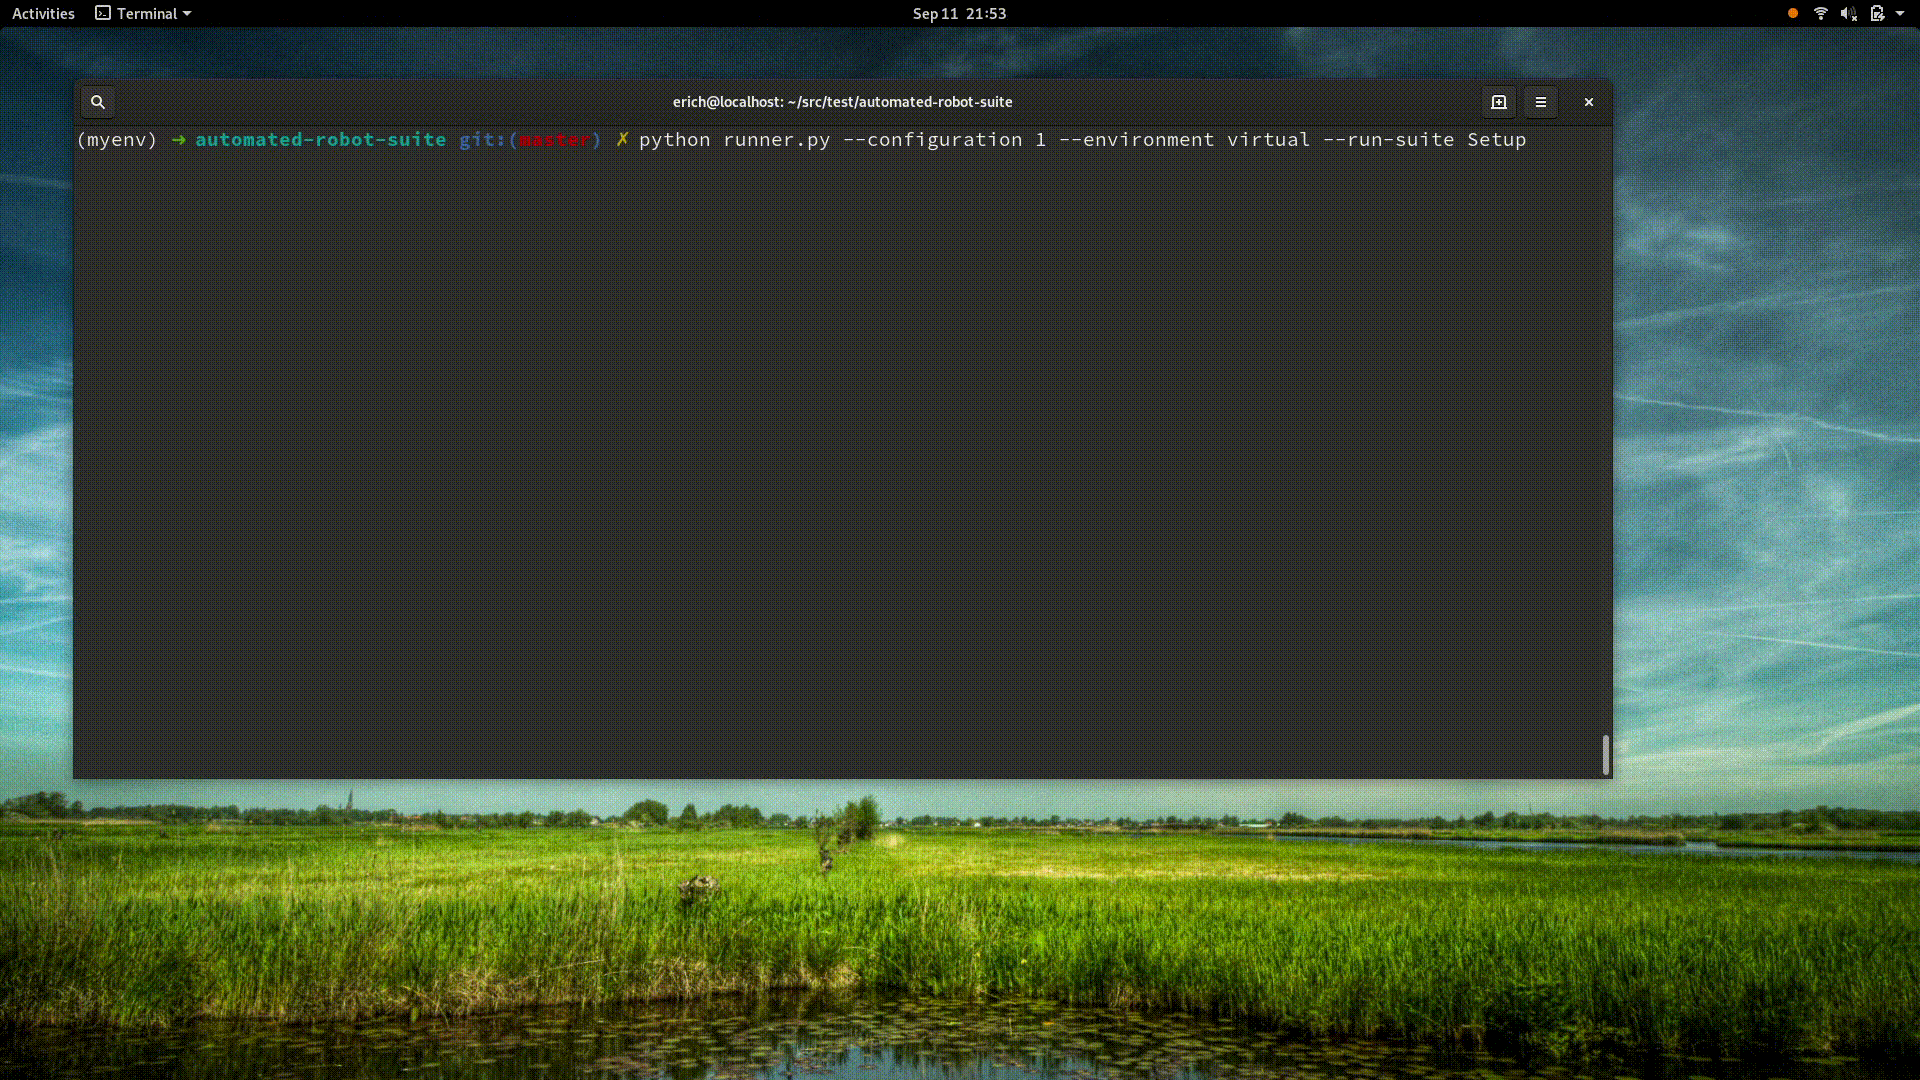 Activities Terminal Sep 11 21:53
erich@localhost: ~/src/test/automated-robot-suite
(myenv) ➜ automated-robot-suite git:(master) ✗ python runner.py --configuration 1 --environment virtual --run-suite Setup